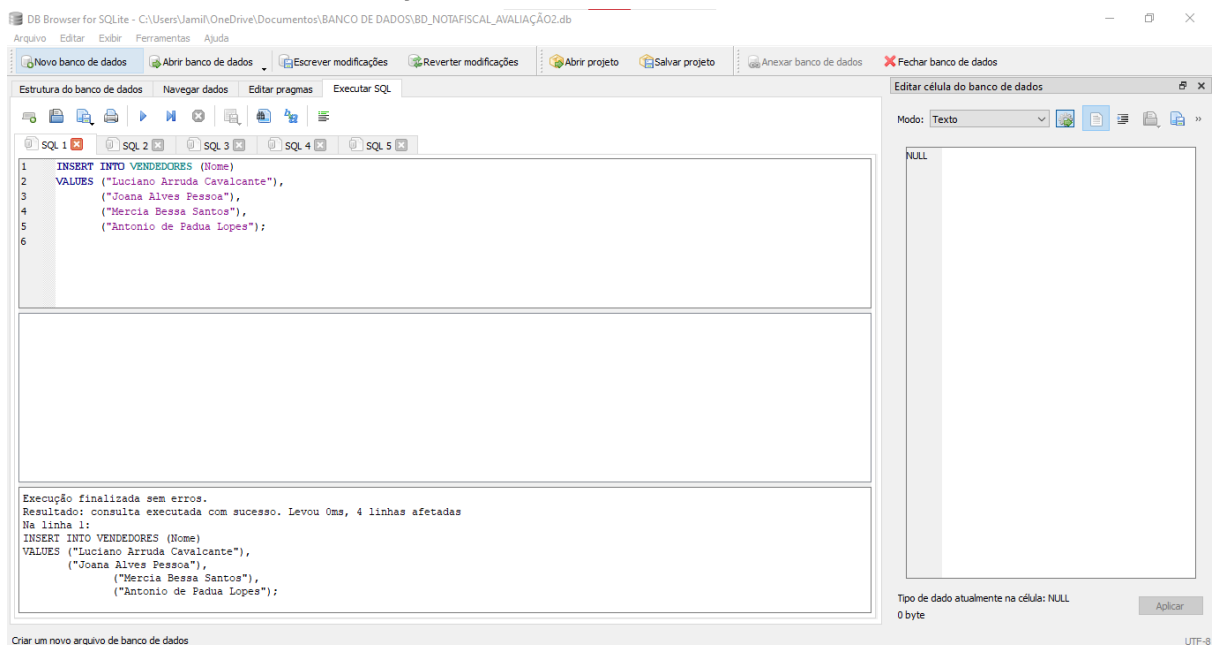 DB Browser for SQLite - C:\Users\Jamil\OneDrive\Documentos\BANCO DE DADOS\BD_NOTAFISCAL_AVALIAÇÃO2.db
Arquivo Editar Exibir Ferramentas Ajuda
Novo banco de dados Abrir banco de dados Escrever modificações Reverter modificações Abrir projeto Salvar projeto Anexar banco de dados Fechar banco de dados
Estrutura do banco de dados Navegar dados Editar pragmas Executar SQL
SQL 1 SQL 2 SQL 3 SQL 4 SQL 5
1 INSERT INTO VENDEDORES (Nome)
2 VALUES ("Luciano Arruda Cavalcante"),
3 ("Joana Alves Pessoa"),
4 ("Mercia Bessa Santos"),
5 ("Antonio de Padua Lopes");
6
Execução finalizada sem erros.
Resultado: consulta executada com sucesso. Levou 0ms, 4 linhas afetadas
Na linha 1:
INSERT INTO VENDEDORES (Nome)
VALUES ("Luciano Arruda Cavalcante"),
("Joana Alves Pessoa"),
("Mercia Bessa Santos"),
("Antonio de Padua Lopes");
Editar célula do banco de dados
Modo: Texto
NULL
Tipo de dado atualmente na célula: NULL
0 byte
Aplicar
Criar um novo arquivo de banco de dados
UTF-8